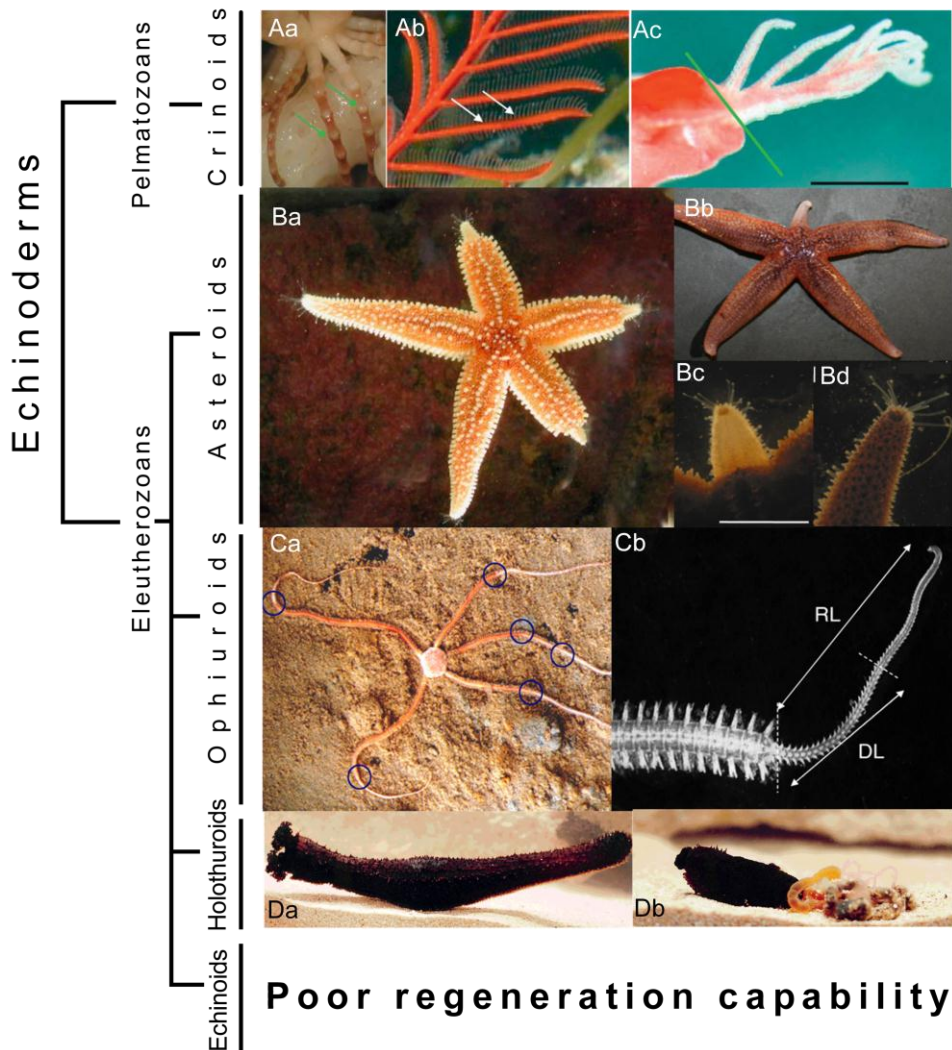 Echinoderms
Pelmatozoans
Eleutherozoans
Crinoids
Aa
Ab
Ac
Asteroids
Ba
Bb
Bc
Bd
Ophiuroids
Ca
Cb
RL
DL
Holothuroids
Da
Db
Echinoids
Poor regeneration capability